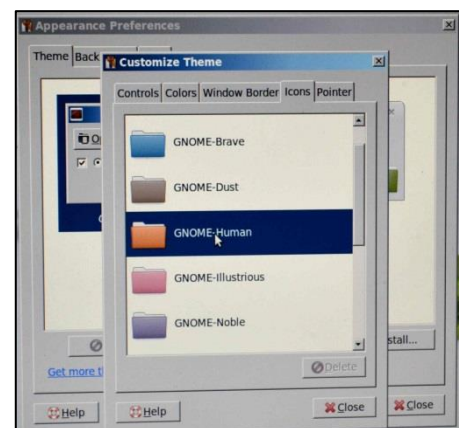 Appearance Preferences
Theme Back
Customize Theme
Controls Colors Window Border Icons Pointer
GNOME-Brave
GNOME-Dust
GNOME-Human
GNOME-Illustrious
GNOME-Noble
stall...
Delete
Get more t
Help Help Close Close